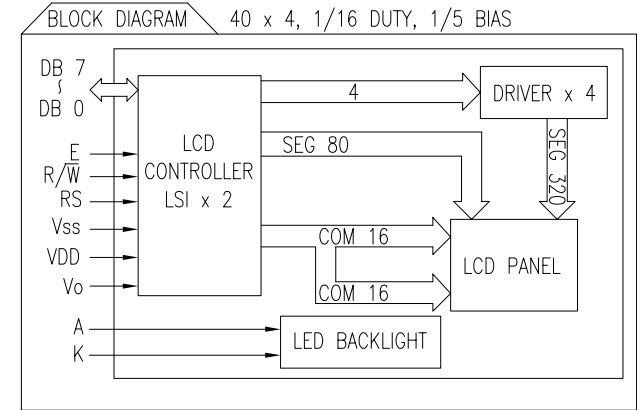 BLOCK DIAGRAM 40 x 4, 1/16 DUTY, 1/5 BIAS
DB 7
∫
DB 0
E
R/W̅
RS
Vss
VDD
Vo
A
K
LCD
CONTROLLER
LSI x 2
4
SEG 80
COM 16
COM 16
DRIVER x 4
SEG 320
LCD PANEL
LED BACKLIGHT